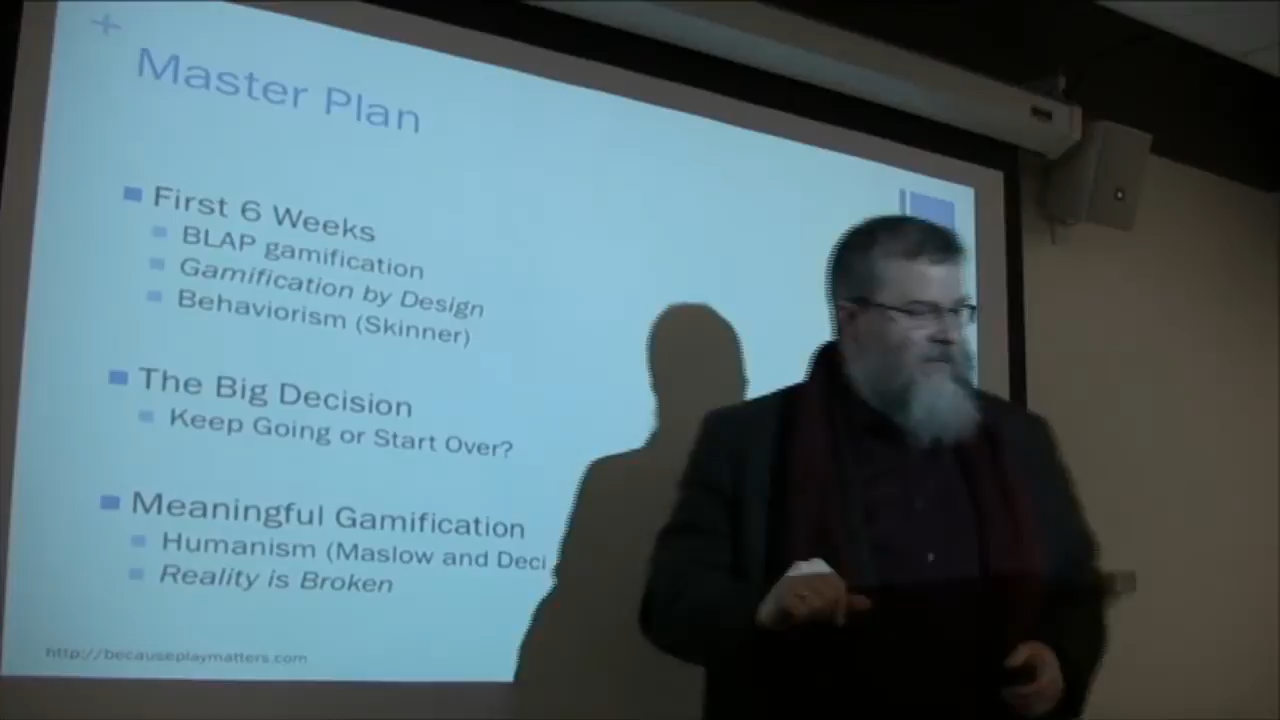 +
Master Plan
First 6 Weeks
BLAP gamification
Gamification by Design
Behaviorism (Skinner)
The Big Decision
Keep Going or Start Over?
Meaningful Gamification
Humanism (Maslow and Deci
Reality is Broken
http://becauseplaymatters.com